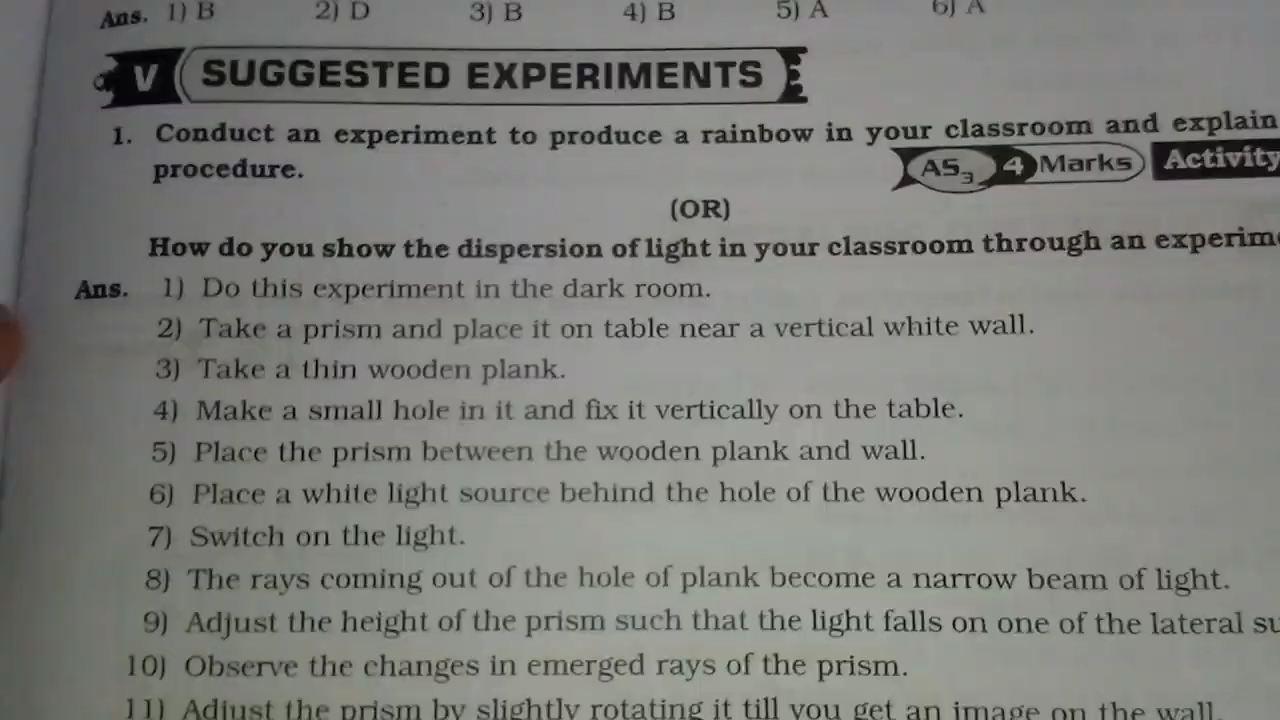 Ans. 1) B 2) D 3) B 4) B 5) A 6) A
V SUGGESTED EXPERIMENTS
1. Conduct an experiment to produce a rainbow in your classroom and explain
procedure. AS3 4 Marks Activity
(OR)
How do you show the dispersion of light in your classroom through an
Ans. 1) Do this experiment in the dark room.
2) Take a prism and place it on table near a vertical white wall.
3) Take a thin wooden plank.
4) Make a small hole in it and fix it vertically on the table.
5) Place the prism between the wooden plank and wall.
6) Place a white light source behind the hole of the wooden plank.
7) Switch on the light.
8) The rays coming out of the hole of plank become a narrow beam of light.
9) Adjust the height of the prism such that the light falls on one of the lateral
10) Observe the changes in emerged rays of the prism.
11) Adjust the prism by slightly rotating it till you get an image on the wall.